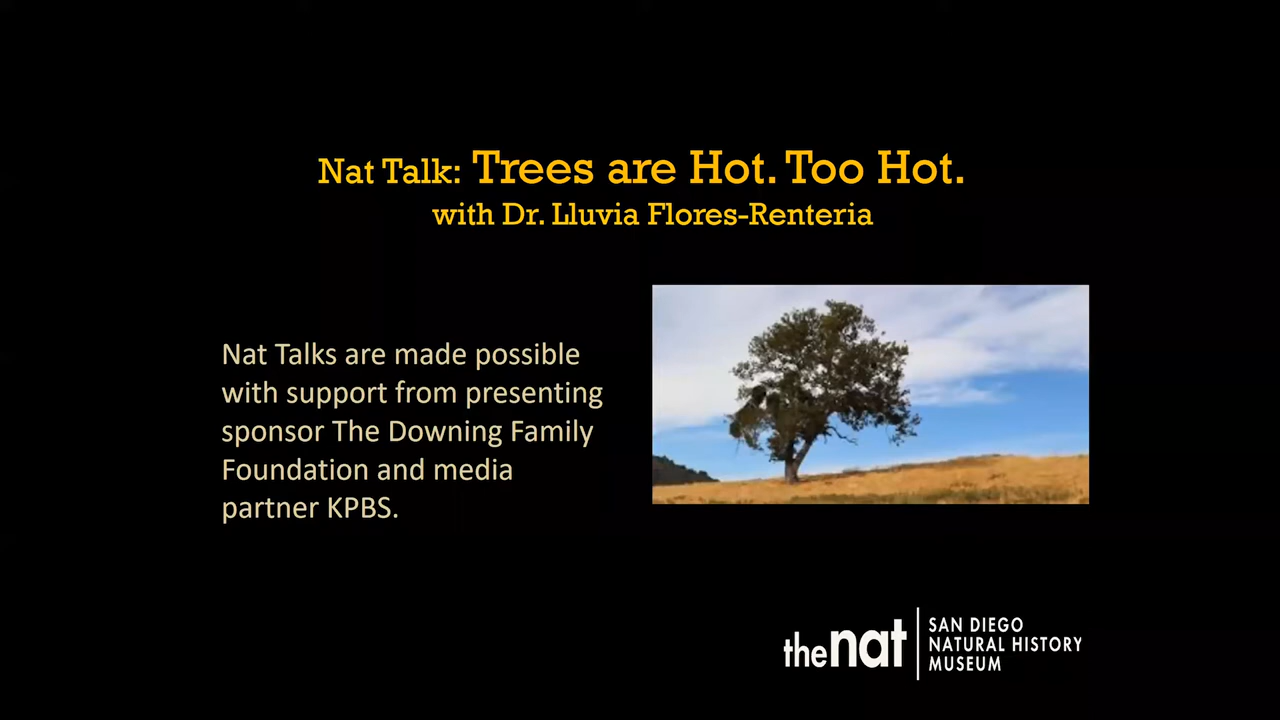 Nat Talk: Trees are Hot. Too Hot.
with Dr. Lluvia Flores-Renteria
Nat Talks are made possible
with support from presenting
sponsor The Downing Family
Foundation and media
partner KPBS.
thenat
SAN DIEGO
NATURAL HISTORY
MUSEUM